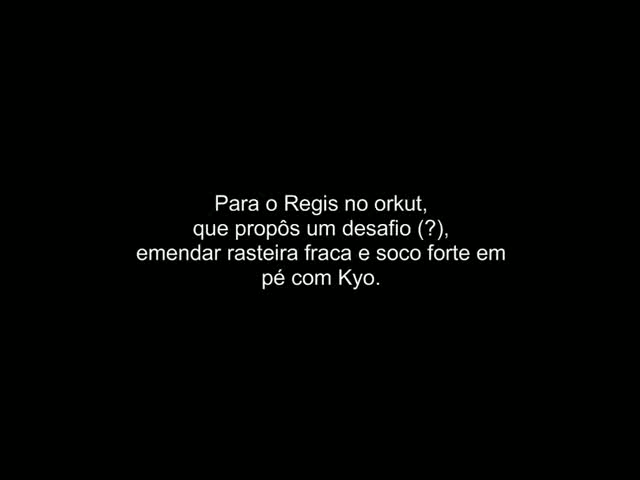 Para o Regis no orkut,
que propôs um desafio (?),
emendar rasteira fraca e soco forte em
pé com Kyo.